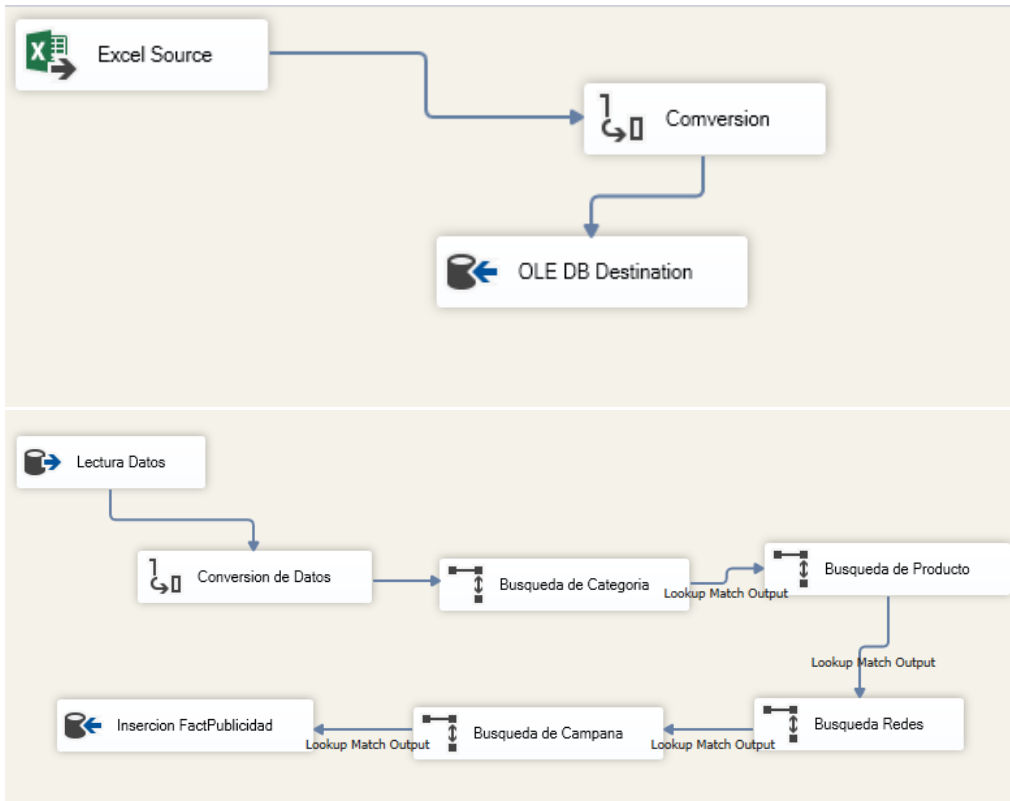 Excel Source
Comversion
OLE DB Destination
Lectura Datos
Conversion de Datos
Busqueda de Categoria
Lookup Match Output
Busqueda de Producto
Lookup Match Output
Busqueda Redes
Lookup Match Output
Busqueda de Campana
Lookup Match Output
Insercion FactPublicidad